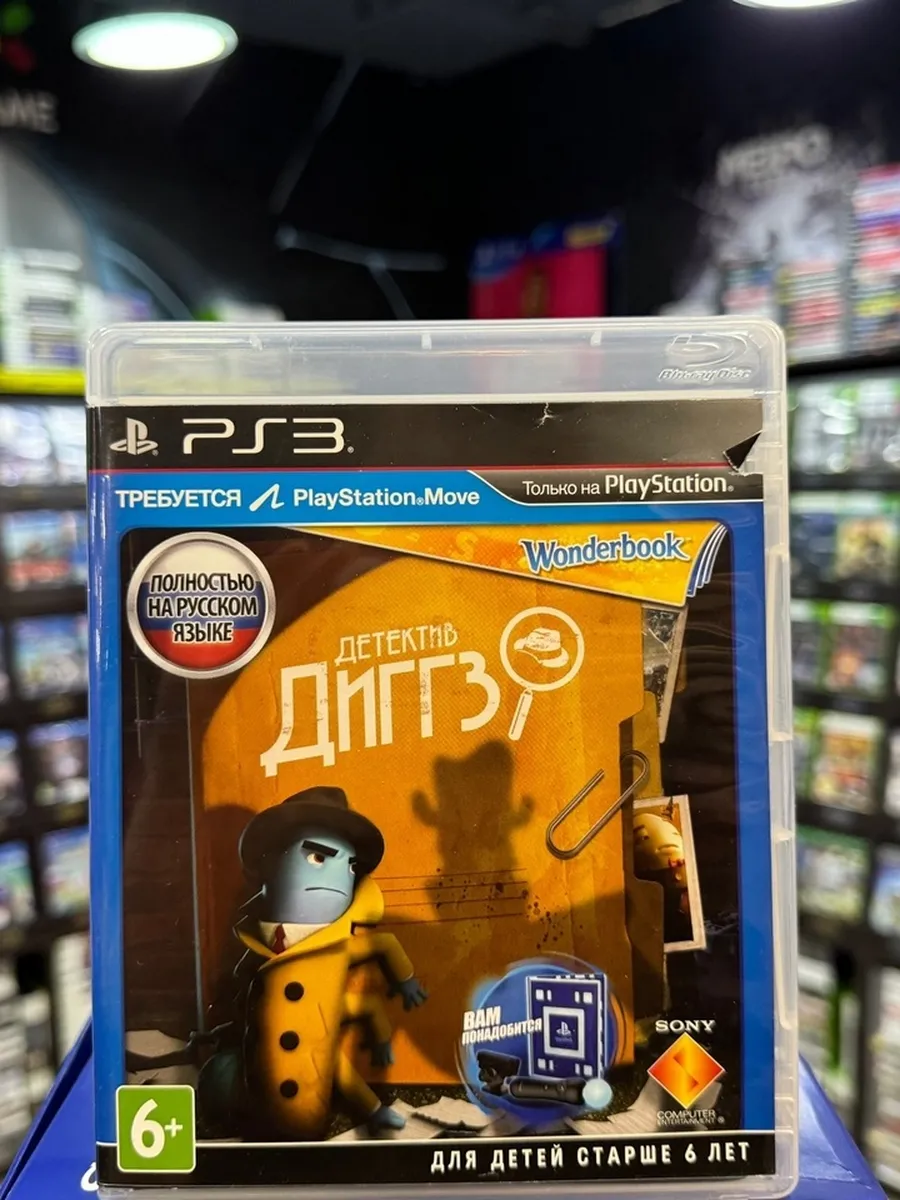 Blu-ray Disc
PS3
ТРЕБУЕТСЯ PlayStation®Move
Только на PlayStation®
Wonderbook™
ПОЛНОСТЬЮ
НА РУССКОМ
ЯЗЫКЕ
ДЕТЕКТИВ
ДИГГЗ
ВАМ
ПОНАДОБИТСЯ
SONY
COMPUTER
ENTERTAINMENT®
6+
ДЛЯ ДЕТЕЙ СТАРШЕ 6 ЛЕТ